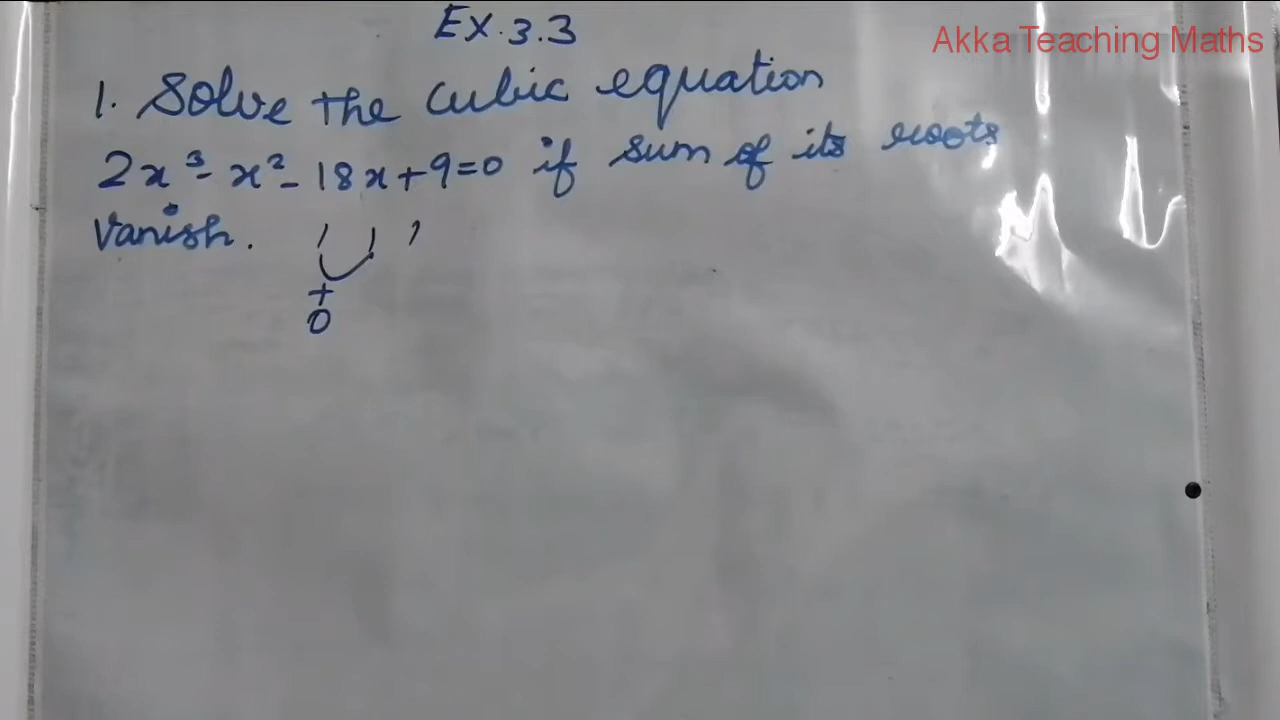 Ex. 3.3
Akka Teaching Maths
1. Solve the cubic equation
2x³ - x² - 18x + 9 = 0 if sum of its roots
vanish.
+
0